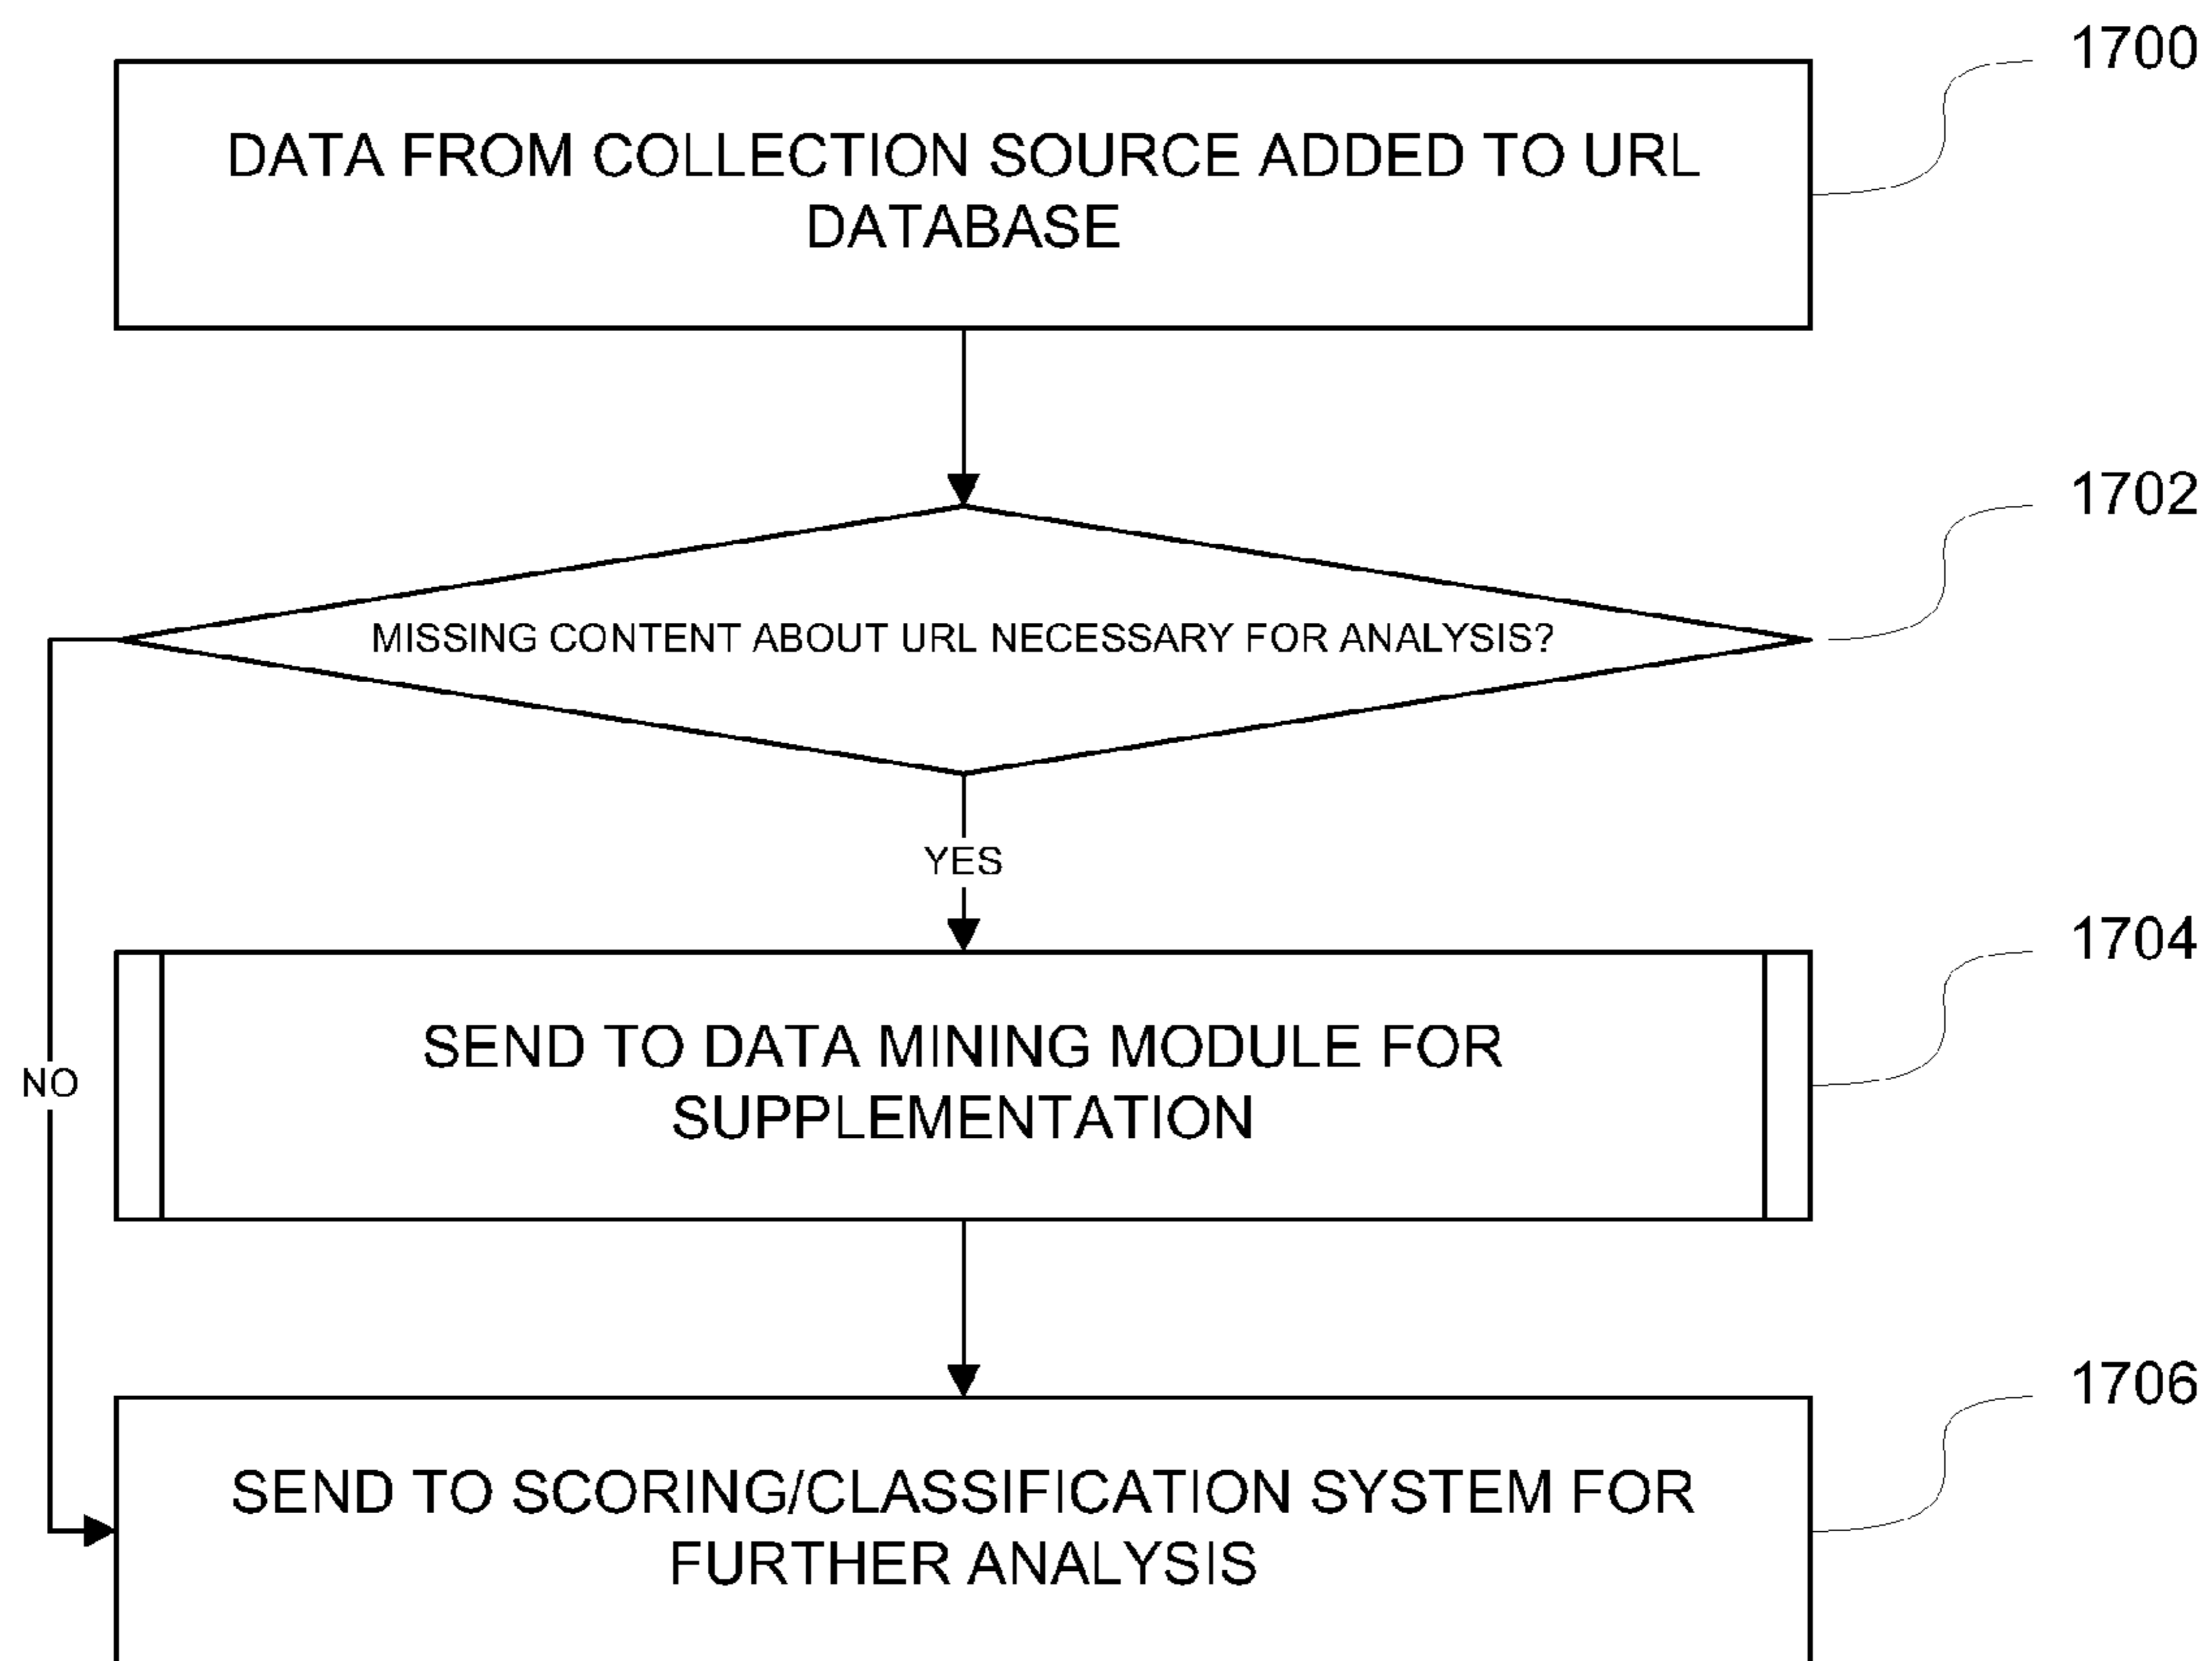 1700
DATA FROM COLLECTION SOURCE ADDED TO URL
DATABASE
1702
MISSING CONTENT ABOUT URL NECESSARY FOR ANALYSIS?
YES
1704
SEND TO DATA MINING MODULE FOR
SUPPLEMENTATION
NO
1706
SEND TO SCORING/CLASSIFICATION SYSTEM FOR
FURTHER ANALYSIS